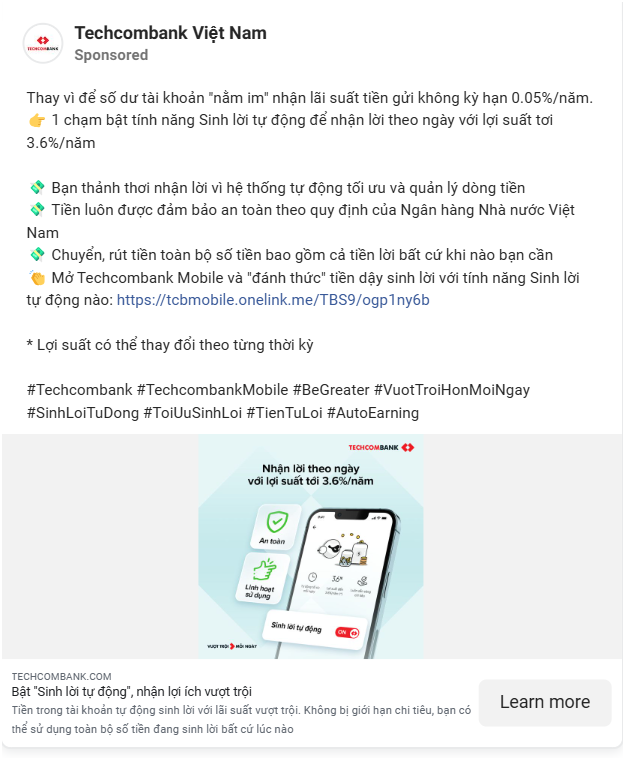 Techcombank Việt Nam
Sponsored
TECHCOMBANK
Thay vì để số dư tài khoản "nằm im" nhận lãi suất tiền gửi không kỳ hạn 0.05%/năm.
👉 1 chạm bật tính năng Sinh lời tự động để nhận lời theo ngày với lợi suất tơi
3.6%/năm
💸 Bạn thảnh thơi nhận lời vì hệ thống tự động tối ưu và quản lý dòng tiền
💸 Tiền luôn được đảm bảo an toàn theo quy định của Ngân hàng Nhà nước Việt
Nam
💸 Chuyển, rút tiền toàn bộ số tiền bao gồm cả tiền lời bất cứ khi nào bạn cần
👏 Mở Techcombank Mobile và "đánh thức" tiền dậy sinh lời với tính năng Sinh lời
tự động nào: https://tcbmobile.onelink.me/TBS9/ogp1ny6b
* Lợi suất có thể thay đổi theo từng thời kỳ
#Techcombank #TechcombankMobile #BeGreater #VuotTroiHonMoiNgay
#SinhLoiTuDong #ToiUuSinhLoi #TienTuLoi #AutoEarning
TECHCOMBANK
Nhận lời theo ngày
với lợi suất tới 3.6%/năm
An toàn
Linh hoạt
sử dụng
Sinh lời tự động
ON
VƯỢT TRỘI MỖI NGÀY
TECHCOMBANK.COM
Bật "Sinh lời tự động", nhận lợi ích vượt trội
Tiền trong tài khoản tự động sinh lời với lãi suất vượt trội. Không bị giới hạn chi tiêu, bạn có
thể sử dụng toàn bộ số tiền đang sinh lời bất cứ lúc nào
Learn more